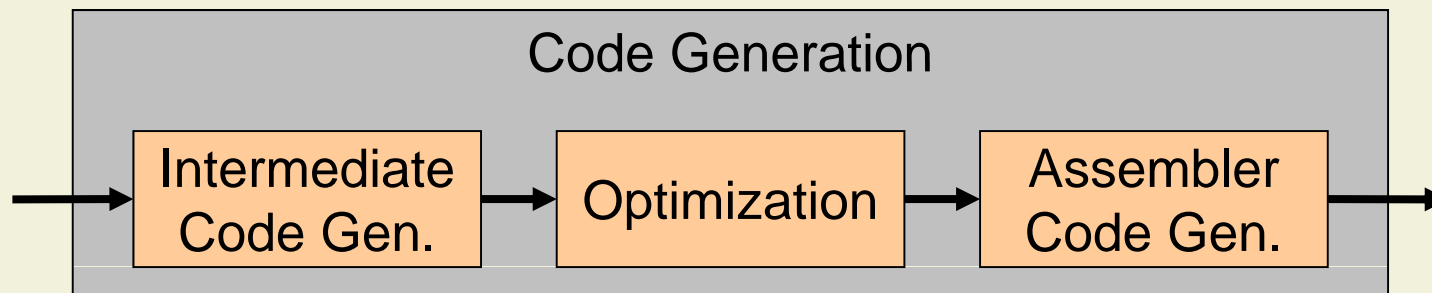 Code Generation
Intermediate
Code Gen.
Optimization
Assembler
Code Gen.